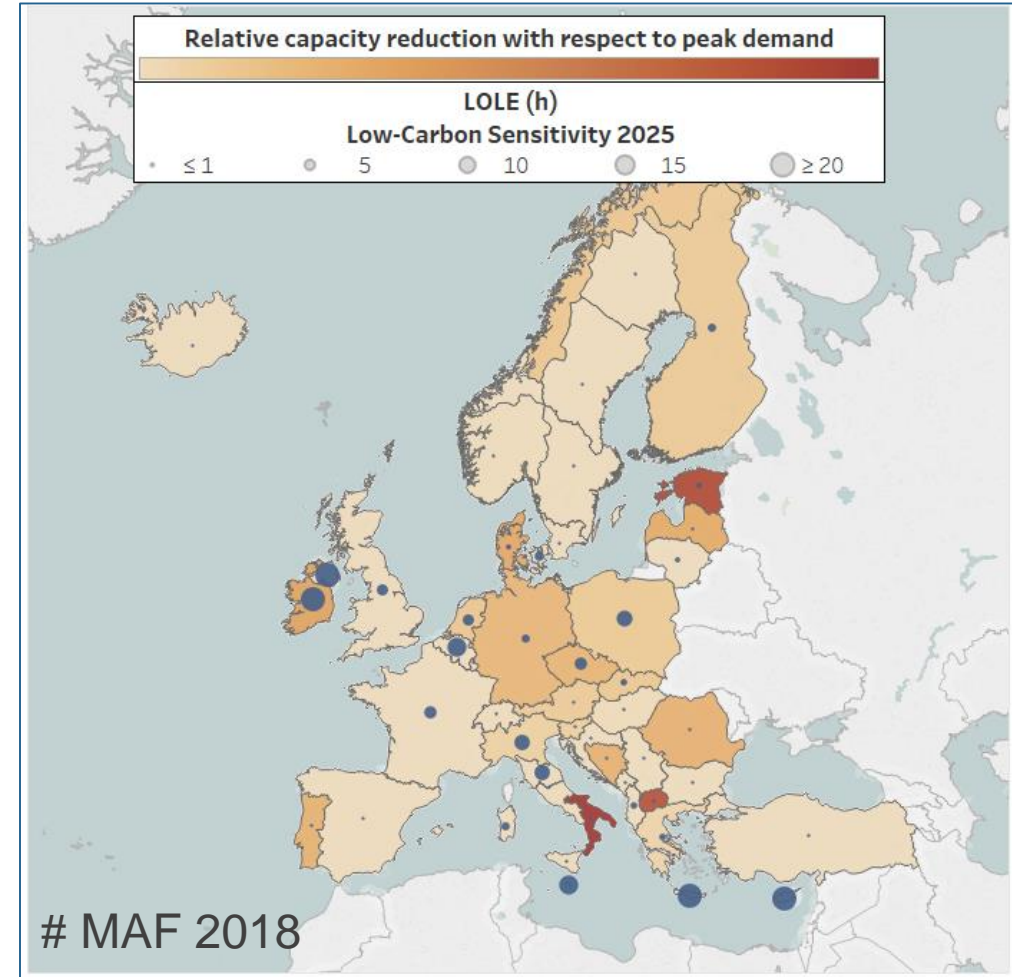 Relative capacity reduction with respect to peak demand
LOLE (h)
Low-Carbon Sensitivity 2025
≤ 1 5 10 15 ≥ 20
# MAF 2018